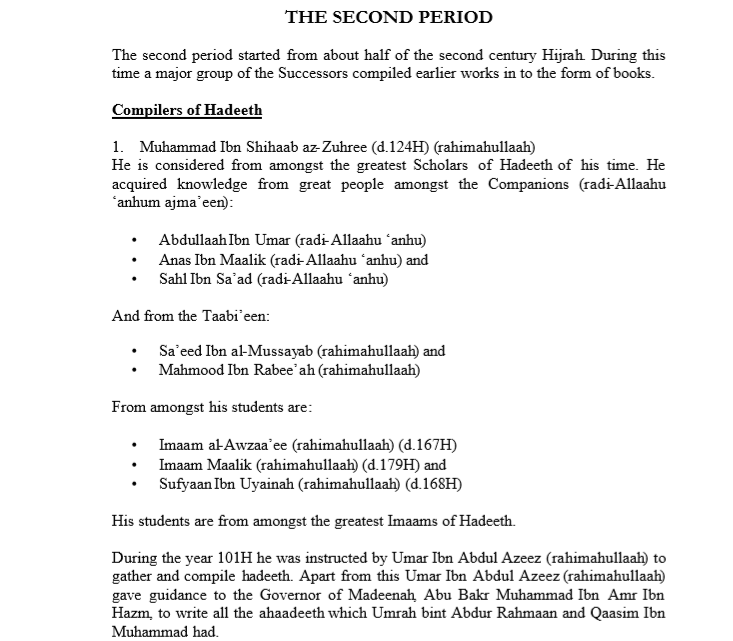 THE SECOND PERIOD
The second period started from about half of the second century Hijrah. During this
time a major group of the Successors compiled earlier works in to the form of books.
Compilers of Hadeeth
1. Muhammad Ibn Shihaab az-Zuhree (d.124H) (rahimahullaah)
He is considered from amongst the greatest Scholars of Hadeeth of his time. He
acquired knowledge from great people amongst the Companions (radi-Allaahu
‘anhum ajma’een):
• Abdullaah Ibn Umar (radi-Allaahu ‘anhu)
• Anas Ibn Maalik (radi-Allaahu ‘anhu) and
• Sahl Ibn Sa’ad (radi-Allaahu ‘anhu)
And from the Taabi’een:
• Sa’eed Ibn al-Mussayab (rahimahullaah) and
• Mahmood Ibn Rabee’ah (rahimahullaah)
From amongst his students are:
• Imaam al-Awzaa’ee (rahimahullaah) (d.167H)
• Imaam Maalik (rahimahullaah) (d.179H) and
• Sufyaan Ibn Uyainah (rahimahullaah) (d.168H)
His students are from amongst the greatest Imaams of Hadeeth.
During the year 101H he was instructed by Umar Ibn Abdul Azeez (rahimahullaah) to
gather and compile hadeeth. Apart from this Umar Ibn Abdul Azeez (rahimahullaah)
gave guidance to the Governor of Madeenah, Abu Bakr Muhammad Ibn Amr Ibn
Hazm, to write all the ahaadeeth which Umrah bint Abdur Rahmaan and Qaasim Ibn
Muhammad had.